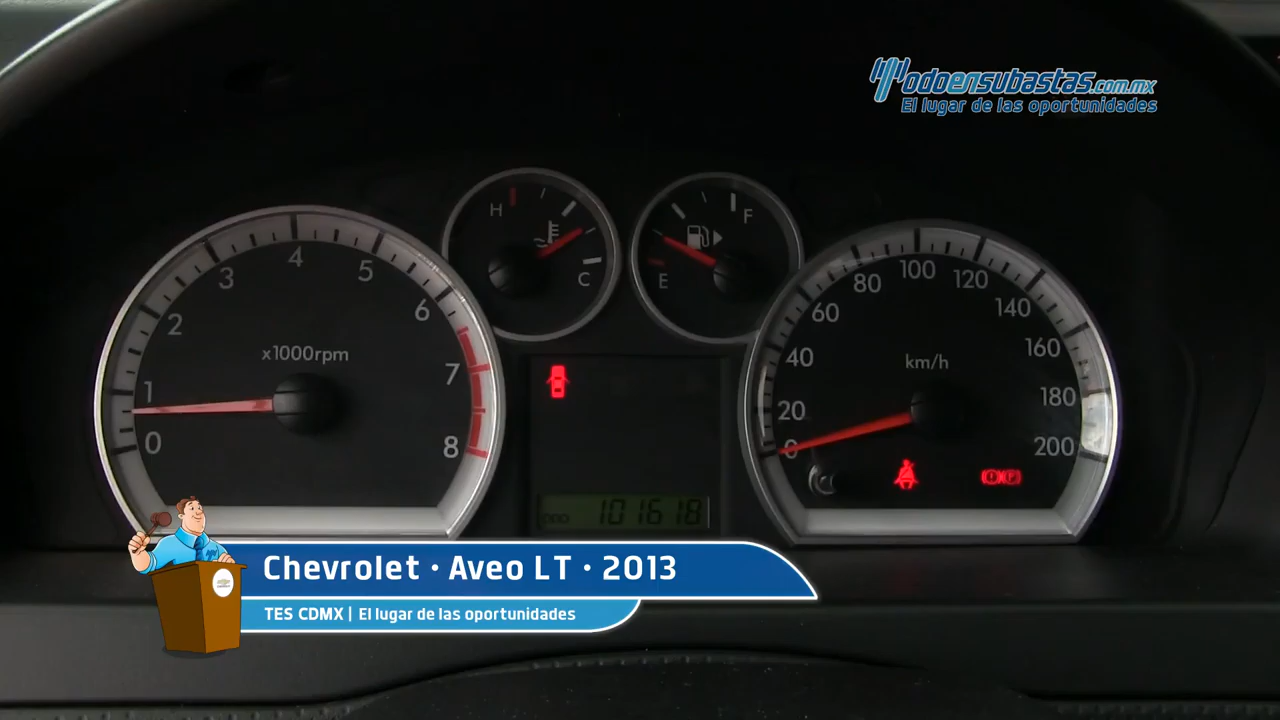 Todoensubastas.com.mx
El lugar de las oportunidades
H
C
F
E
0
1
2
3
4
5
6
7
8
x1000rpm
0
20
40
60
80
100
120
140
160
180
200
km/h
ODO 101618
Chevrolet · Aveo LT · 2013
TES CDMX | El lugar de las oportunidades